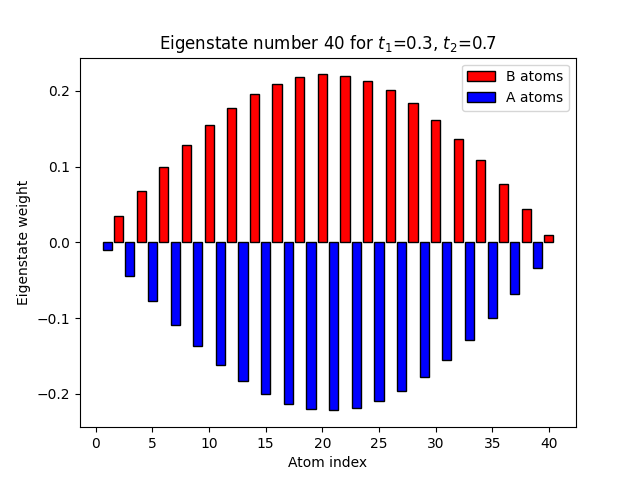 Eigenstate number 40 for t₁=0.3, t₂=0.7
B atoms
A atoms
Eigenstate weight
0.2
0.1
0.0
−0.1
−0.2
0 5 10 15 20 25 30 35 40
Atom index